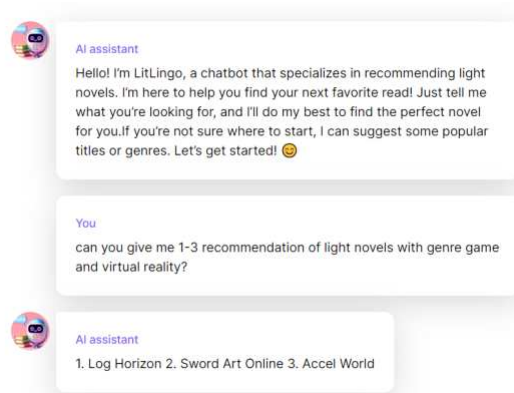 AI assistant
Hello! I'm LitLingo, a chatbot that specializes in recommending light
novels. I'm here to help you find your next favorite read! Just tell me
what you're looking for, and I'll do my best to find the perfect novel
for you.If you're not sure where to start, I can suggest some popular
titles or genres. Let's get started! 😊
You
can you give me 1-3 recommendation of light novels with genre game
and virtual reality?
AI assistant
1. Log Horizon 2. Sword Art Online 3. Accel World